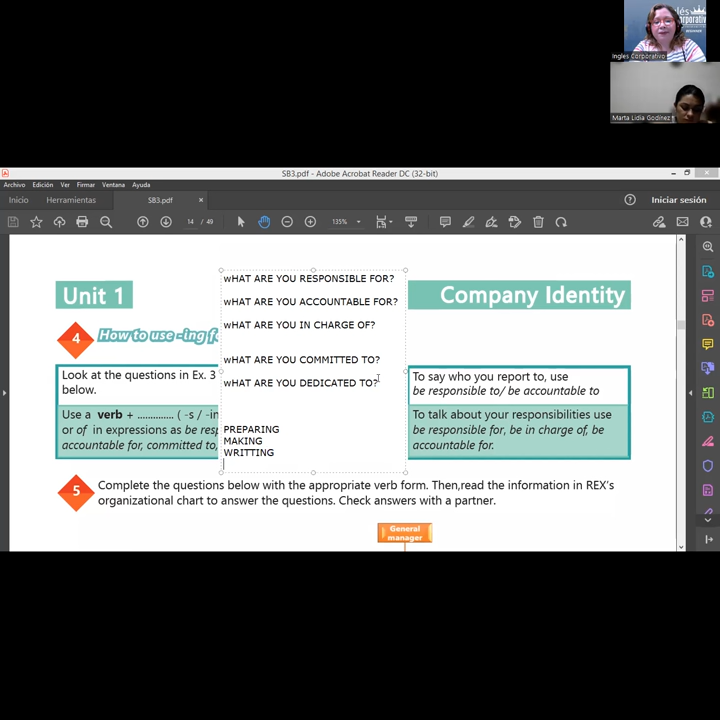 Ingles Corporativo
Marta Lidia Godinez
SB3.pdf - Adobe Acrobat Reader DC (32-bit)
Archivo Edición Ver Firmar Ventana Ayuda
Inicio Herramientas SB3.pdf × Iniciar sesión
14 / 49 135%
Unit 1
Company Identity
4 How to use -ing f
Look at the questions in Ex. 3
below.
Use a verb + .............. ( -s / -in
or of in expressions as be resp
accountable for, committed to,
wHAT ARE YOU RESPONSIBLE FOR?
wHAT ARE YOU ACCOUNTABLE FOR?
wHAT ARE YOU IN CHARGE OF?
wHAT ARE YOU COMMITTED TO?
wHAT ARE YOU DEDICATED TO?
PREPARING
MAKING
WRITTING
To say who you report to, use
be responsible to/ be accountable to
To talk about your responsibilities use
be responsible for, be in charge of, be
accountable for.
5 Complete the questions below with the appropriate verb form. Then,read the information in REX's
organizational chart to answer the questions. Check answers with a partner.
General
manager